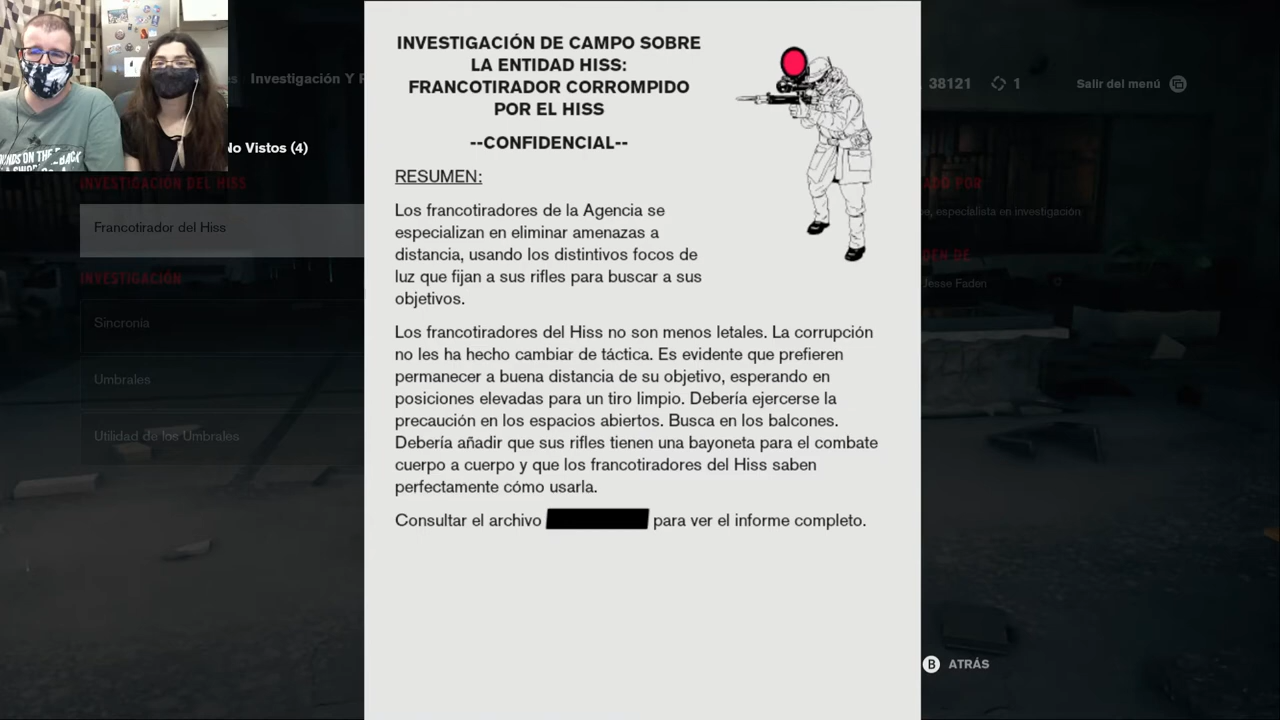 Investigación Y
38121
1
Salir del menú
No Vistos (4)
INVESTIGACIÓN DEL HISS
Francotirador del Hiss
INVESTIGACIÓN
Sincronía
Umbrales
Utilidad de los Umbrales
INVESTIGACIÓN DE CAMPO SOBRE
LA ENTIDAD HISS:
FRANCOTIRADOR CORROMPIDO
POR EL HISS
--CONFIDENCIAL--
RESUMEN:
Los francotiradores de la Agencia se
especializan en eliminar amenazas a
distancia, usando los distintivos focos de
luz que fijan a sus rifles para buscar a sus
objetivos.
Los francotiradores del Hiss no son menos letales. La corrupción
no les ha hecho cambiar de táctica. Es evidente que prefieren
permanecer a buena distancia de su objetivo, esperando en
posiciones elevadas para un tiro limpio. Debería ejercerse la
precaución en los espacios abiertos. Busca en los balcones.
Debería añadir que sus rifles tienen una bayoneta para el combate
cuerpo a cuerpo y que los francotiradores del Hiss saben
perfectamente cómo usarla.
Consultar el archivo para ver el informe completo.
POR
especialista en investigación
DE
Jesse Faden
B ATRÁS